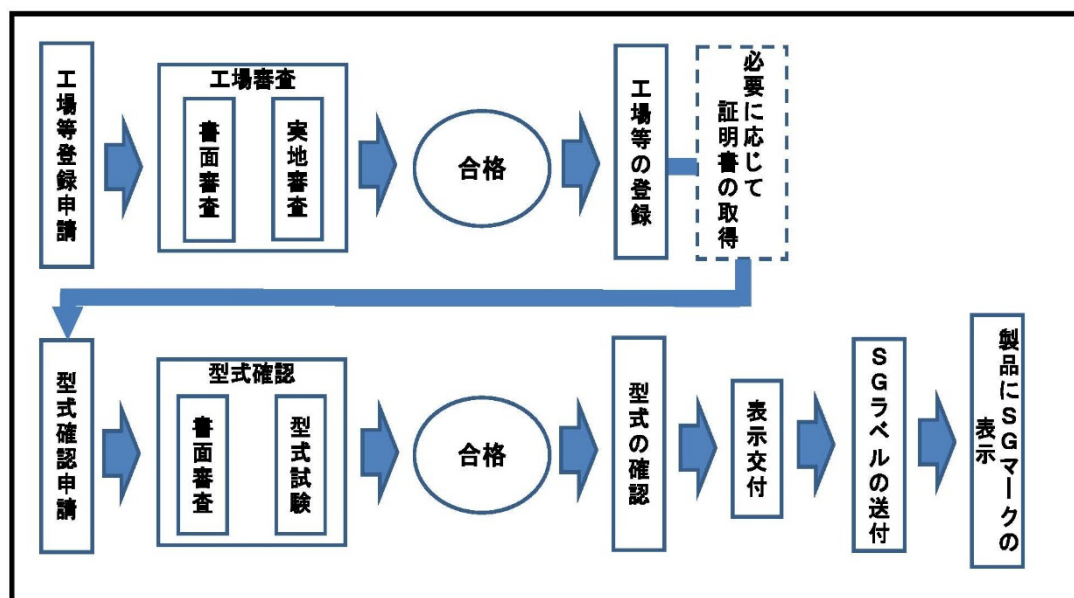 工場等登録申請
工場審査
書面審査
実地審査
合格
工場等の登録
必要に応じて
証明書の取得
型式確認申請
型式確認
書面審査
型式試験
合格
型式の確認
表示交付
SGラベルの送付
製品にSGマークの
表示